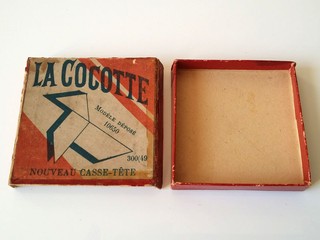 LA COCOTTE
MODÈLE DÉPOSÉ
10650
300/49
NOUVEAU CASSE-TÊTE